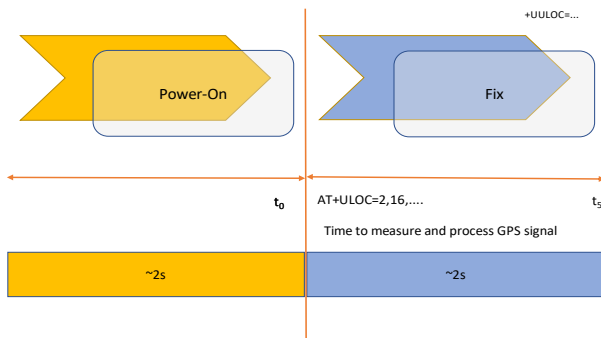 +UULOC=...
Power-On
Fix
t0
AT+ULOC=2,16,....
t5
Time to measure and process GPS signal
~2s
~2s